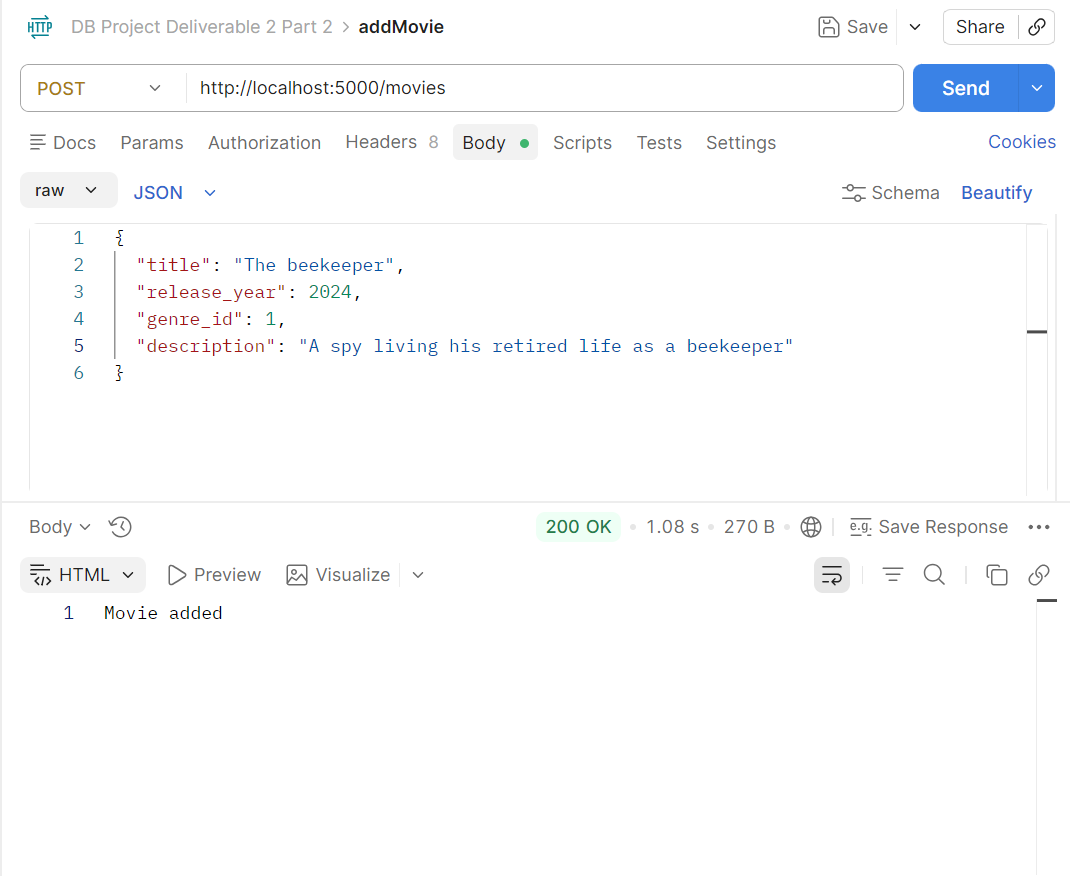 HTTP DB Project Deliverable 2 Part 2 > addMovie Save Share
POST http://localhost:5000/movies Send
Docs Params Authorization Headers 8 Body Scripts Tests Settings Cookies
raw JSON Schema Beautify
1 {
2 "title": "The beekeeper",
3 "release_year": 2024,
4 "genre_id": 1,
5 "description": "A spy living his retired life as a beekeeper"
6 }
Body 200 OK • 1.08 s • 270 B • e.g. Save Response
HTML Preview Visualize
1 Movie added